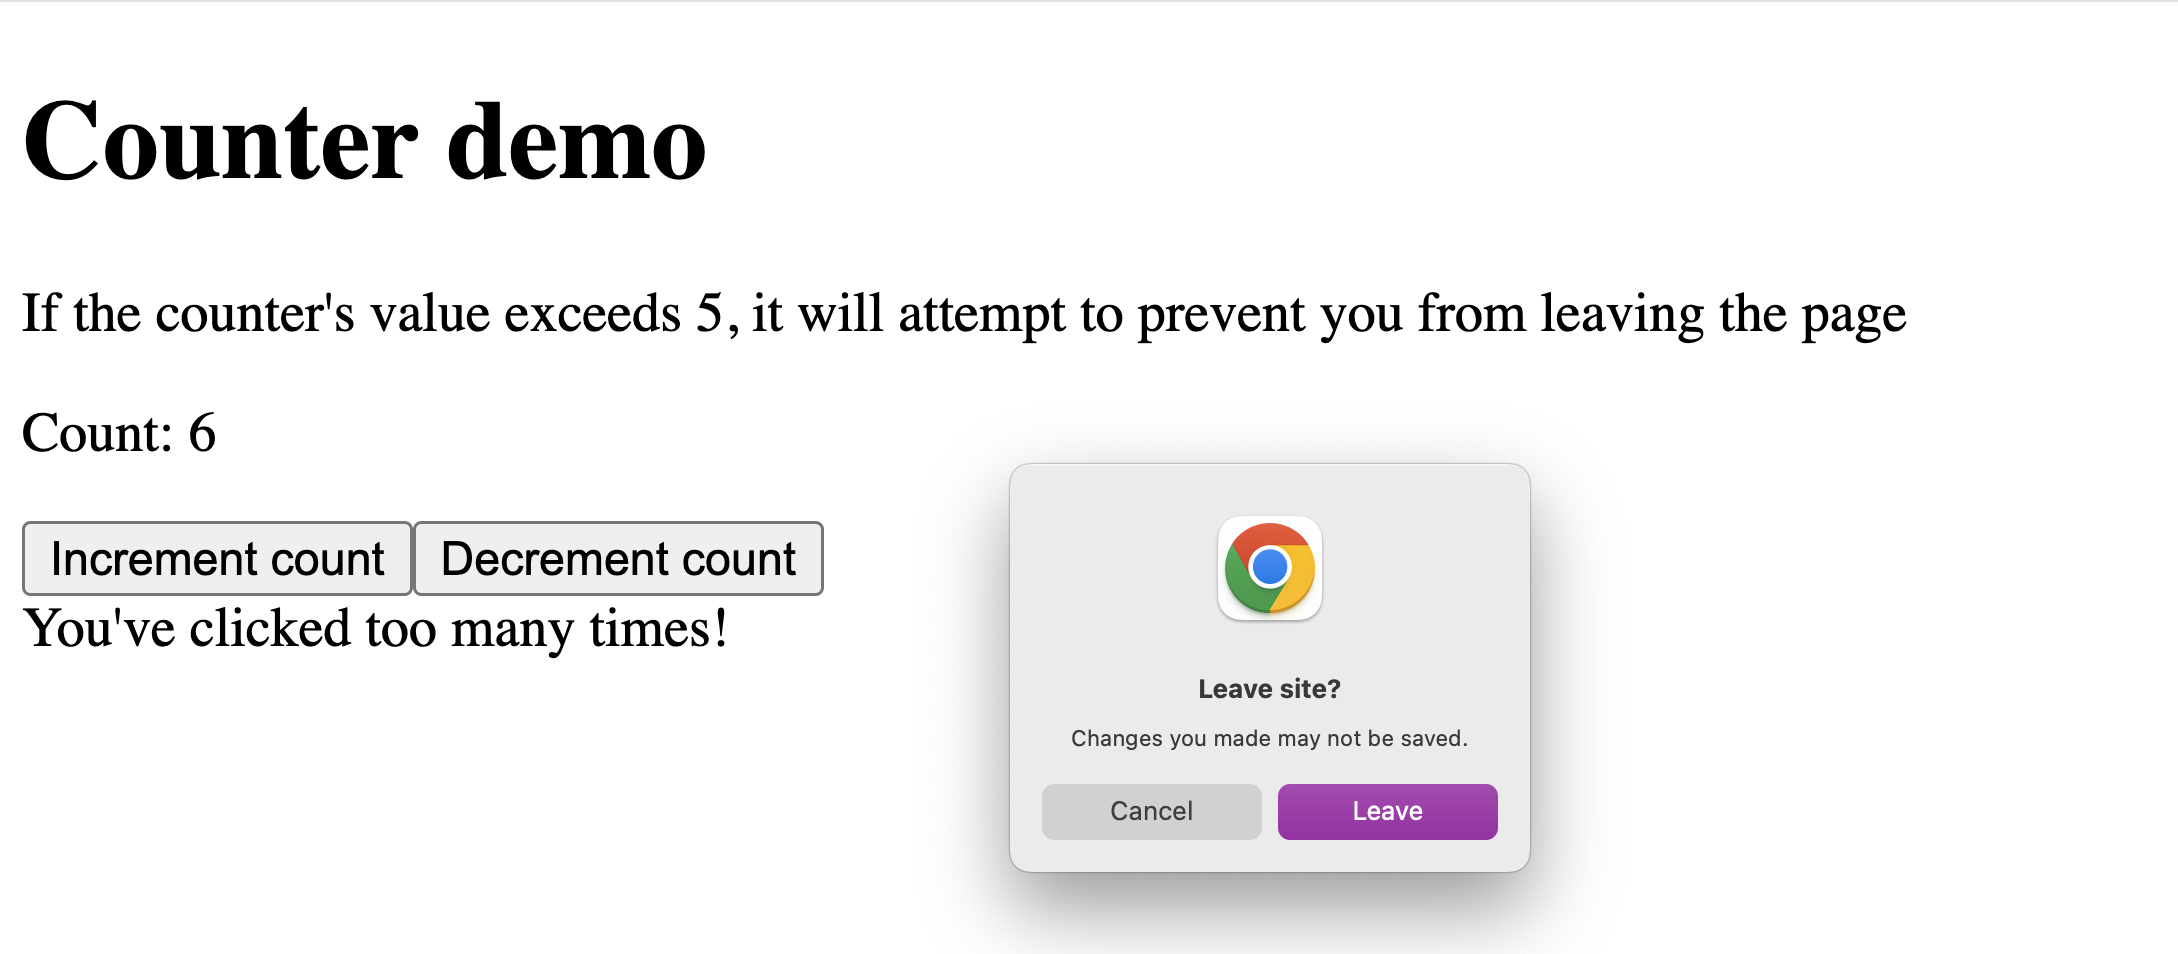 Counter demo
If the counter's value exceeds 5, it will attempt to prevent you from leaving the page
Count: 6
Increment count Decrement count
You've clicked too many times!
Leave site?
Changes you made may not be saved.
Cancel Leave